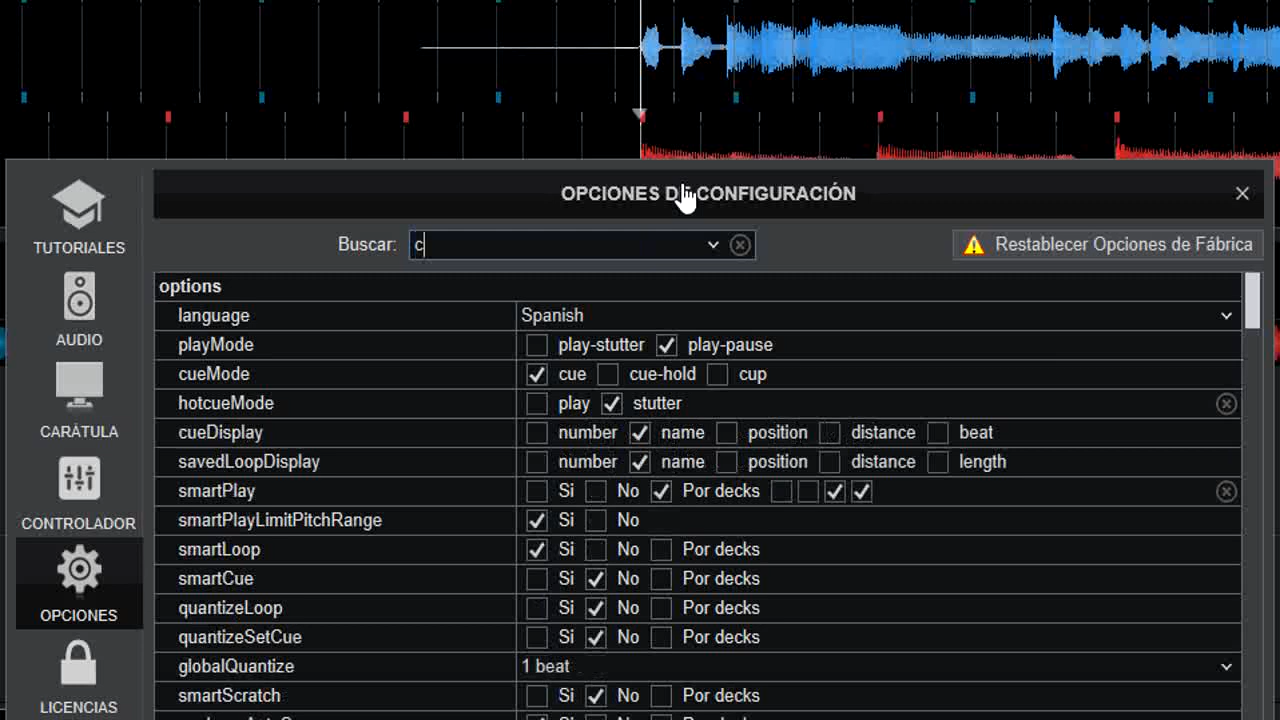 OPCIONES DE CONFIGURACIÓN
TUTORIALES
AUDIO
CARÁTULA
CONTROLADOR
OPCIONES
LICENCIAS
Buscar: c
Restablecer Opciones de Fábrica
options
language Spanish
playMode play-stutter play-pause
cueMode cue cue-hold cup
hotcueMode play stutter
cueDisplay number name position distance beat
savedLoopDisplay number name position distance length
smartPlay Si No Por decks
smartPlayLimitPitchRange Si No
smartLoop Si No Por decks
smartCue Si No Por decks
quantizeLoop Si No Por decks
quantizeSetCue Si No Por decks
globalQuantize 1 beat
smartScratch Si No Por decks